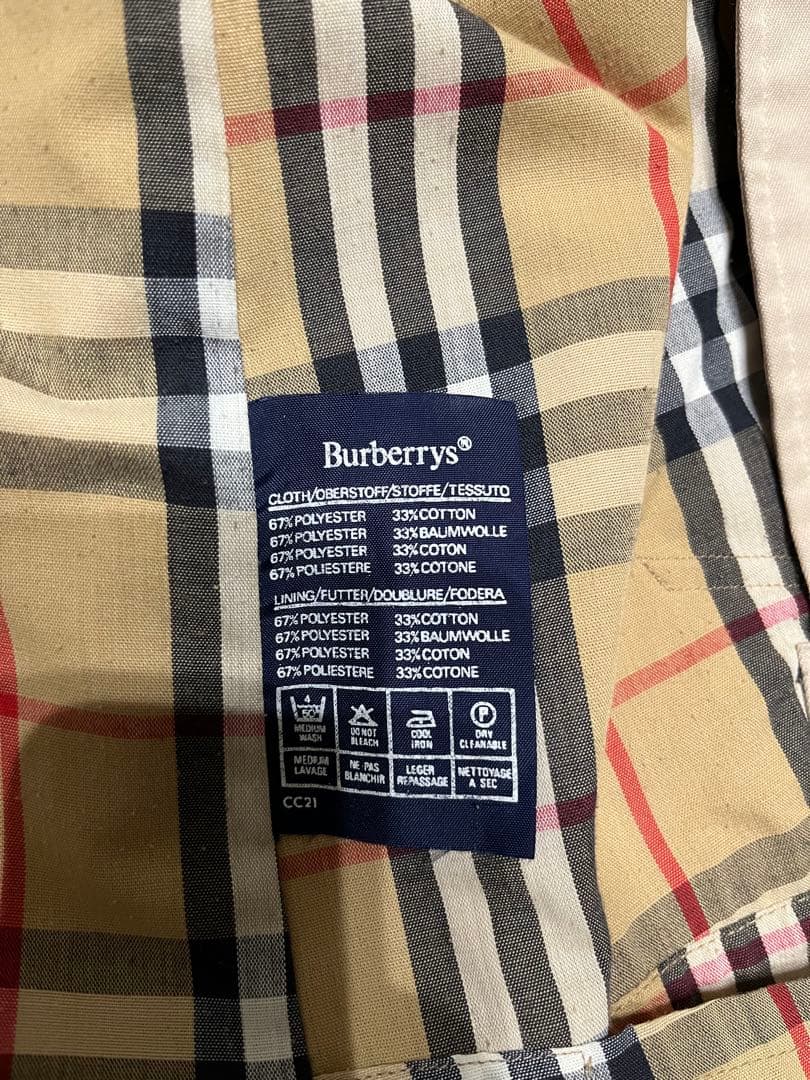 Burberrys®
CLOTH/OBERSTOFF/STOFFE/TESSUTO
67% POLYESTER 33% COTTON
67% POLYESTER 33% BAUMWOLLE
67% POLYESTER 33% COTON
67% POLIESTERE 33% COTONE
LINING/FUTTER/DOUBLURE/FODERA
67% POLYESTER 33% COTTON
67% POLYESTER 33% BAUMWOLLE
67% POLYESTER 33% COTON
67% POLIESTERE 33% COTONE
4
50°
P
MEDIUM WASH
DO NOT BLEACH
COOL IRON
DRY CLEANABLE
MEDIUM LAVAGE
NE PAS BLANCHIR
LEGER REPASSAGE
NETTOYAGE A SEC
CC21